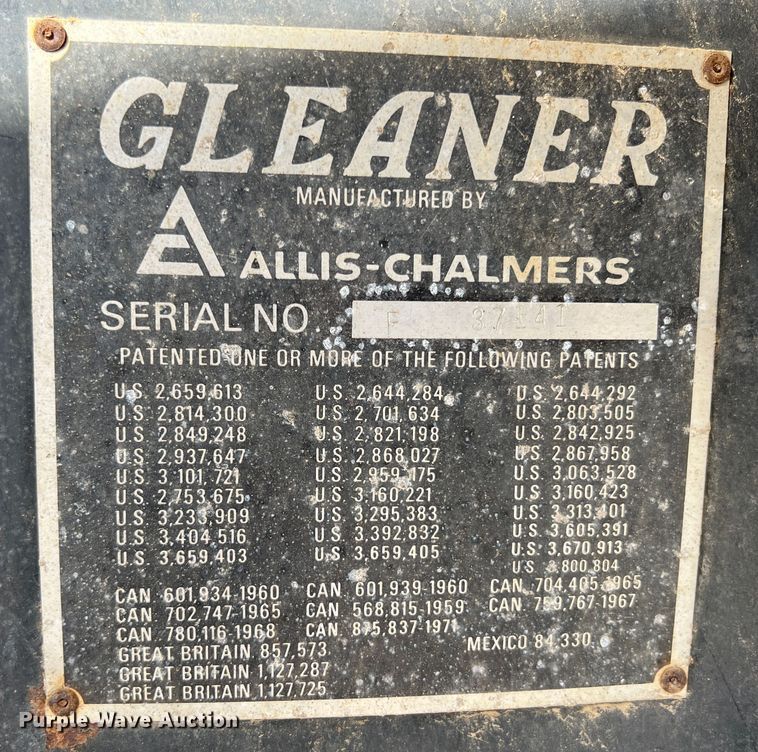 GLEANER
MANUFACTURED BY
ALLIS-CHALMERS
SERIAL NO. F 37141
PATENTED ONE OR MORE OF THE FOLLOWING PATENTS
U.S. 2,659,613 U.S. 2,644,284 U.S. 2,644,292
U.S. 2,814,300 U.S. 2,701,634 U.S. 2,803,505
U.S. 2,849,248 U.S. 2,821,198 U.S. 2,842,925
U.S. 2,937,647 U.S. 2,868,027 U.S. 2,867,958
U.S. 3,101,721 U.S. 2,959,175 U.S. 3,063,528
U.S. 2,753,675 U.S. 3,160,221 U.S. 3,160,423
U.S. 3,233,909 U.S. 3,295,383 U.S. 3,313,401
U.S. 3,404,516 U.S. 3,392,832 U.S. 3,605,391
U.S. 3,659,403 U.S. 3,659,405 U.S. 3,670,913
U.S. 3,800,804
CAN 601,934-1960 CAN 601,939-1960 CAN 704,405-1965
CAN 702,747-1965 CAN 568,815-1959 CAN 759,767-1967
CAN 780,116-1968 CAN 875,837-1971
GREAT BRITAIN 857,573 MEXICO 84,330
GREAT BRITAIN 1,127,287
GREAT BRITAIN 1,127,725
Purple Wave Auction